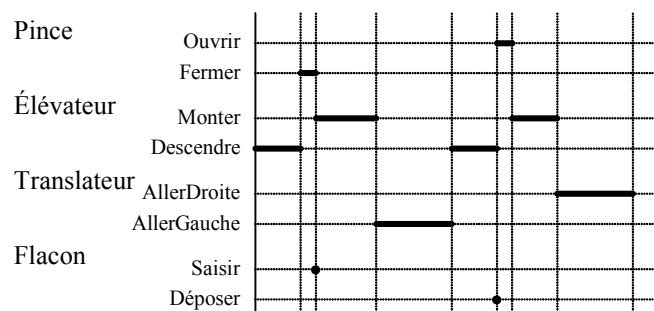 Pince
Ouvrir
Fermer
Élévateur
Monter
Descendre
Translateur
AllerDroite
AllerGauche
Flacon
Saisir
Déposer